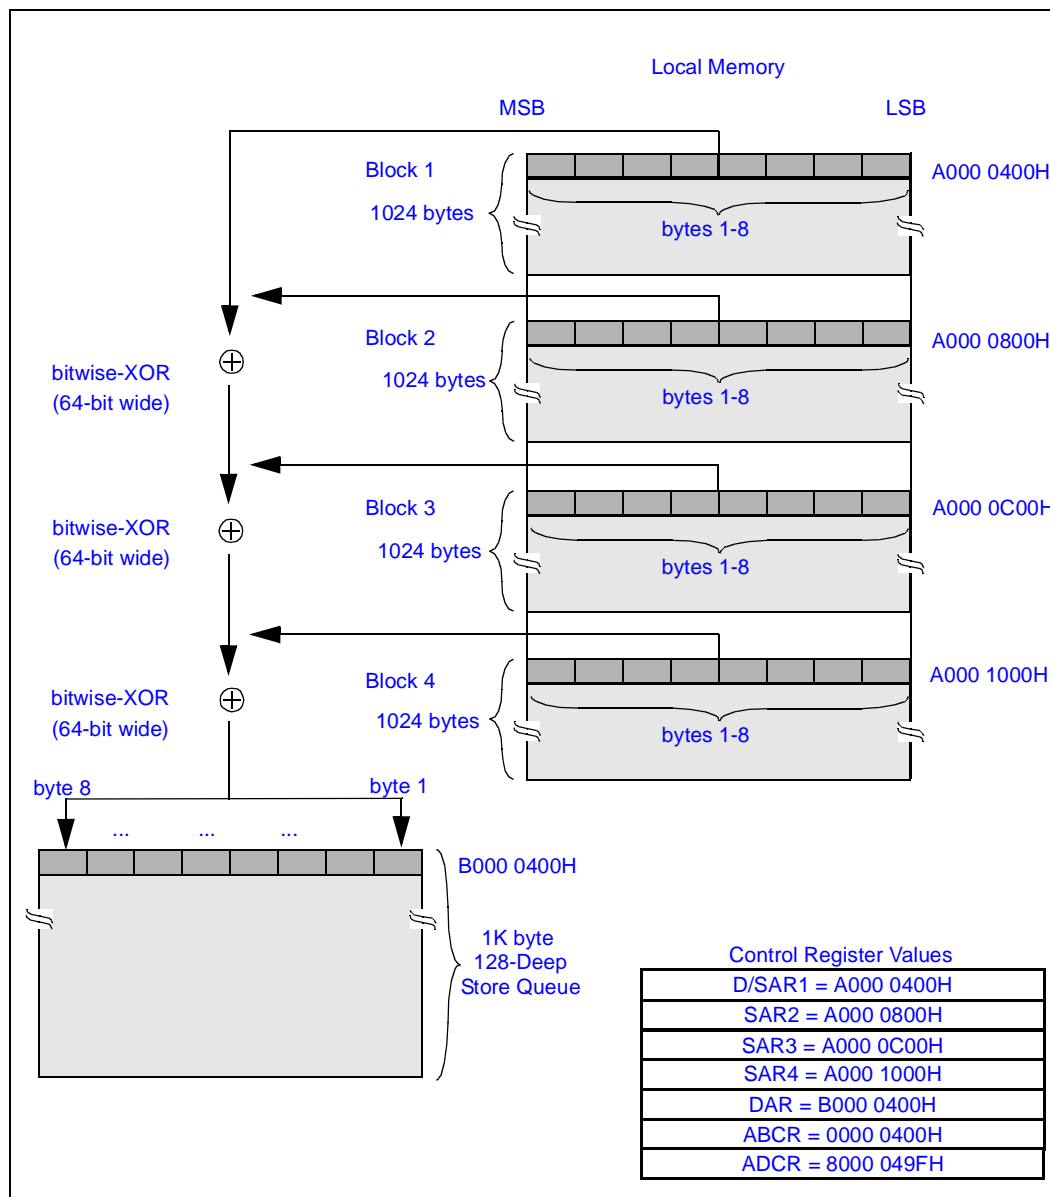 Local Memory
MSB
LSB
Block 1
A000 0400H
1024 bytes
bytes 1-8
Block 2
A000 0800H
bitwise-XOR
(64-bit wide)
1024 bytes
bytes 1-8
Block 3
A000 0C00H
bitwise-XOR
(64-bit wide)
1024 bytes
bytes 1-8
Block 4
A000 1000H
bitwise-XOR
(64-bit wide)
1024 bytes
bytes 1-8
byte 8
byte 1
... ... ...
B000 0400H
1K byte
128-Deep
Store Queue
Control Register Values
D/SAR1 = A000 0400H
SAR2 = A000 0800H
SAR3 = A000 0C00H
SAR4 = A000 1000H
DAR = B000 0400H
ABCR = 0000 0400H
ADCR = 8000 049FH